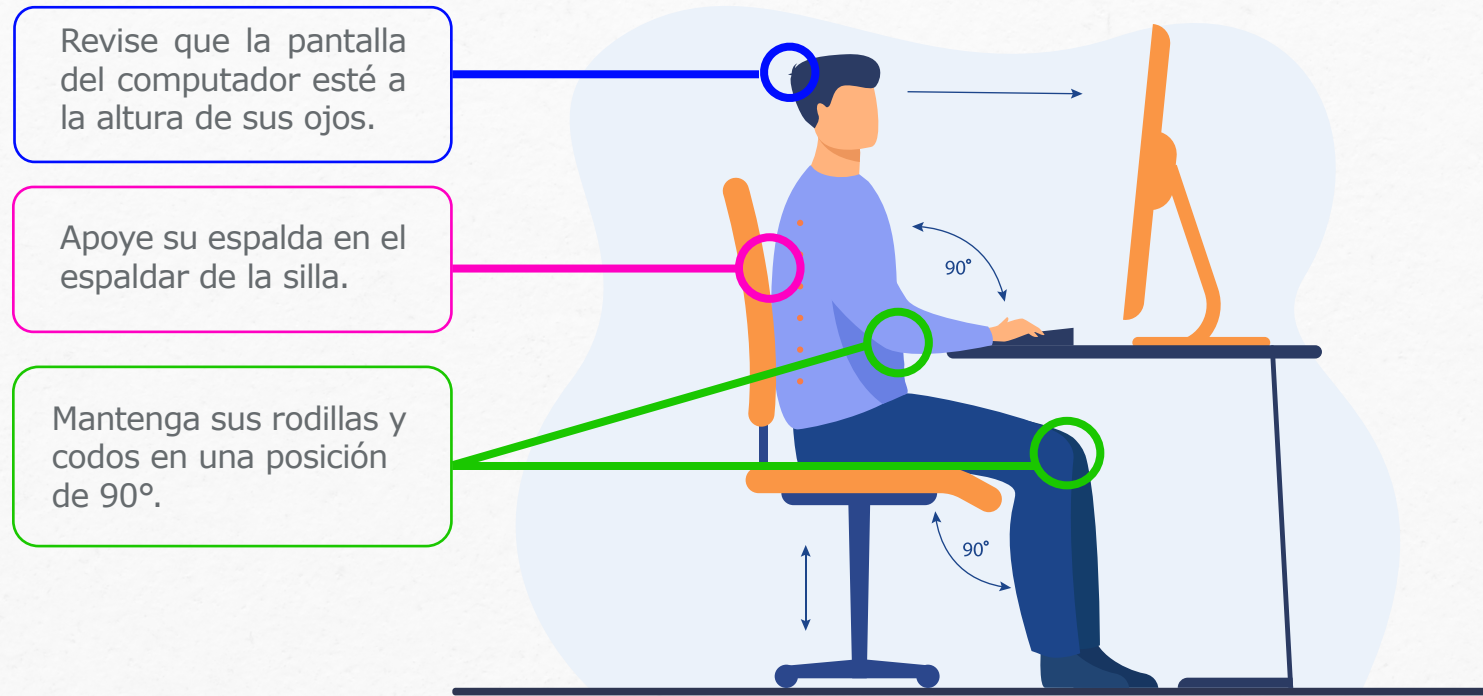 Revise que la pantalla
del computador esté a
la altura de sus ojos.
Apoye su espalda en el
espaldar de la silla.
90°
Mantenga sus rodillas y
codos en una posición
de 90°.
90°